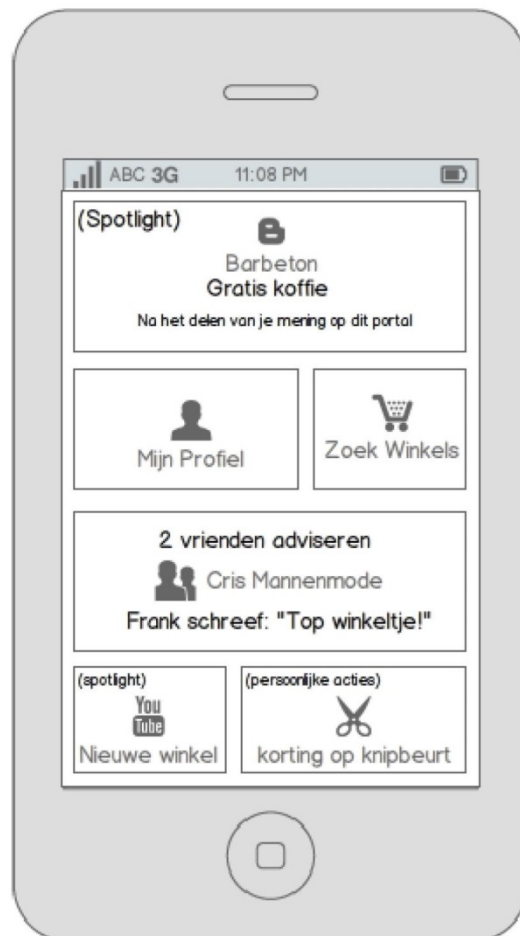 ABC 3G 11:08 PM
(Spotlight)
B
Barbeton
Gratis koffie
Na het delen van je mening op dit portal
Mijn Profiel
Zoek Winkels
2 vrienden adviseren
Cris Mannenmode
Frank schreef: "Top winkeltje!"
(spotlight)
You
Tube
Nieuwe winkel
(persoonlijke acties)
korting op knipbeurt